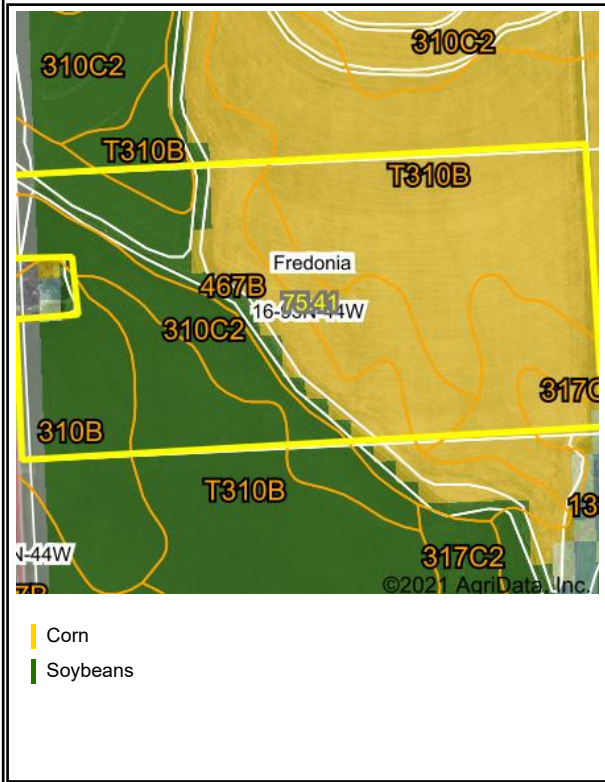 310C2
310C2
T310B
T310B
Fredonia
467B
75.41
310C2
317C
310B
T310B
13
N-44W
317C2
©2021 AgriData, Inc.
Corn
Soybeans